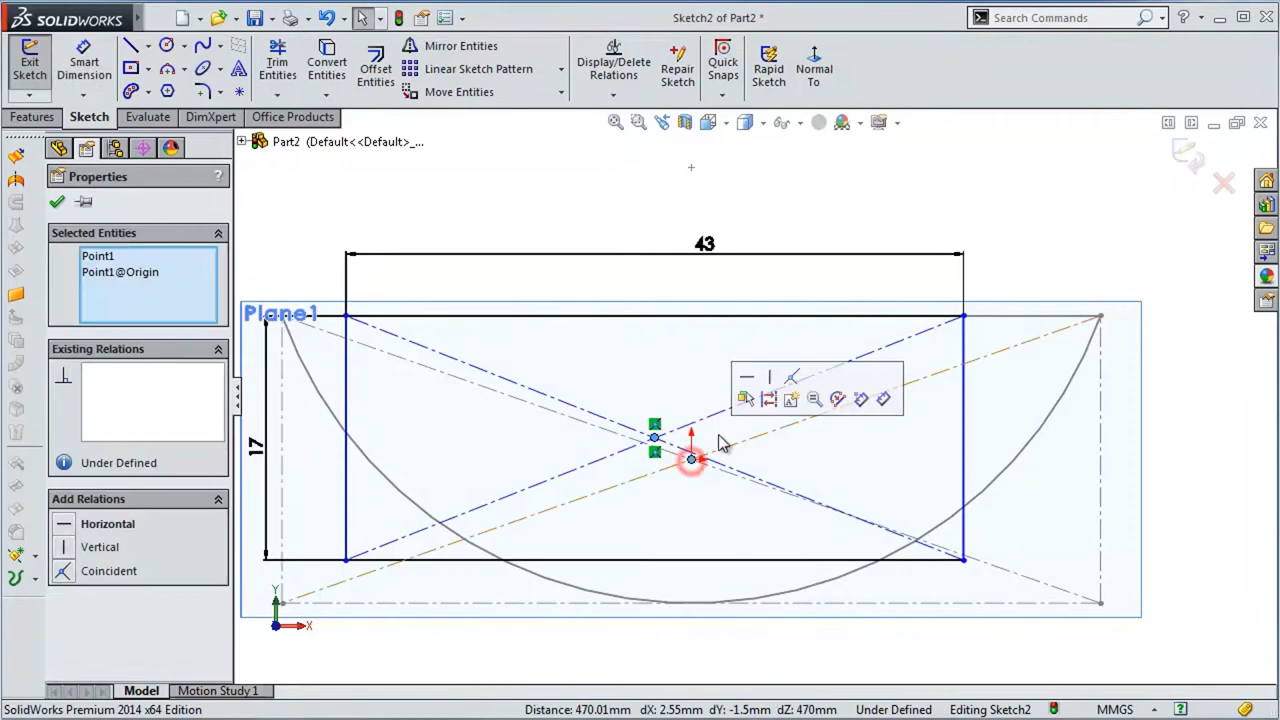 SOLIDWORKS
Sketch2 of Part2 *
Search Commands
Exit Sketch
Smart Dimension
Trim Entities
Convert Entities
Offset Entities
Mirror Entities
Linear Sketch Pattern
Move Entities
Display/Delete Relations
Repair Sketch
Quick Snaps
Rapid Sketch
Normal To
Features
Sketch
Evaluate
DimXpert
Office Products
Part2 (Default<<Default>_...
Properties
?
Selected Entities
Point1
Point1@Origin
Existing Relations
Under Defined
Add Relations
Horizontal
Vertical
Coincident
43
Plane1
17
Y
X
Model
Motion Study 1
SolidWorks Premium 2014 x64 Edition
Distance: 470.01mm dX: 2.55mm dY: -1.5mm dZ: 470mm
Under Defined
Editing Sketch2
MMGS